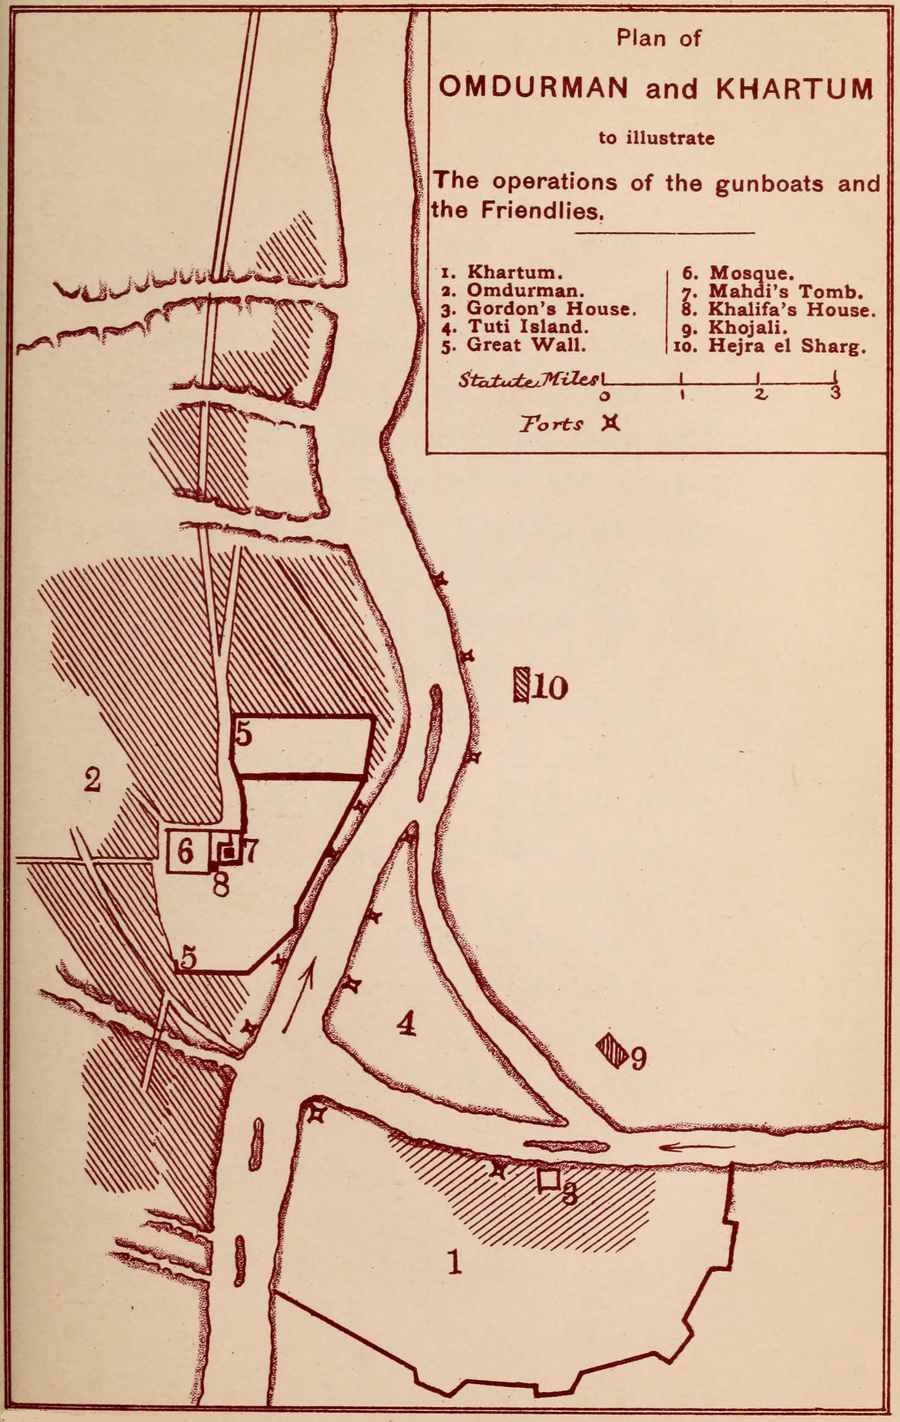 Plan of
OMDURMAN and KHARTUM
to illustrate
The operations of the gunboats and
the Friendlies.
1. Khartum.
2. Omdurman.
3. Gordon's House.
4. Tuti Island.
5. Great Wall.
6. Mosque.
7. Mahdi's Tomb.
8. Khalifa's House.
9. Khojali.
10. Hejra el Sharg.
Statute Miles
0 1 2 3
Forts
10
5
2
6 7
8
5
4
9
3
1